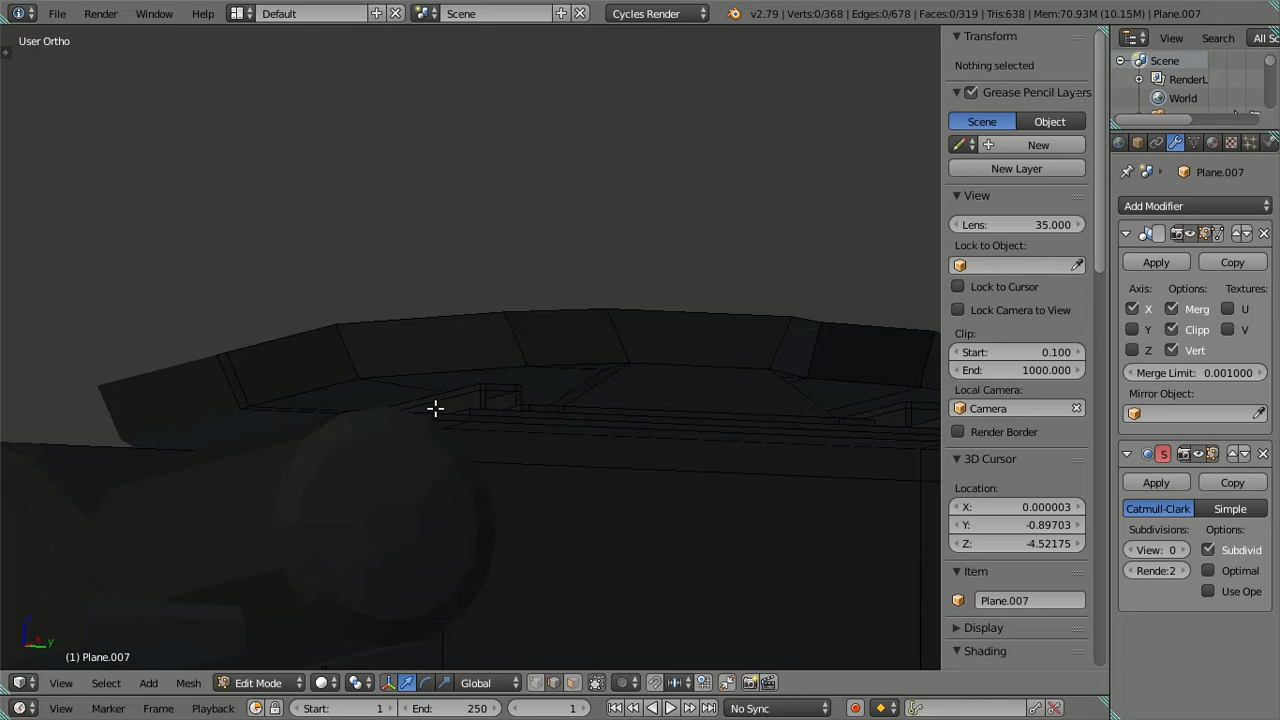 File Render Window Help Default Scene Cycles Render v2.79 | Verts:0/368 | Edges:0/678 | Faces:0/319 | Tris:638 | Mem:70.93M (10.15M) | Plane.007
User Ortho
Transform
Nothing selected
Grease Pencil Layers
Scene Object
New
New Layer
View
Lens: 35.000
Lock to Object:
Lock to Cursor
Lock Camera to View
Clip:
Start: 0.100
End: 1000.000
Local Camera:
Camera
Render Border
3D Cursor
Location:
X: 0.000003
Y: -0.89703
Z: -4.52175
Item
Plane.007
Display
Shading
View Search All Sc
Scene
RenderL
World
Plane.007
Add Modifier
Apply Copy
Axis: Options: Textures:
X Merg U
Y Clipp V
Z Vert
Merge Limit: 0.001000
Mirror Object:
S
Apply Copy
Catmull-Clark Simple
Subdivisions: Options:
View: 0 Subdivid
Rende:2 Optimal
Use Ope
z
x y
(1) Plane.007
View Select Add Mesh Edit Mode Global
View Marker Frame Playback Start: 1 End: 250 1 No Sync